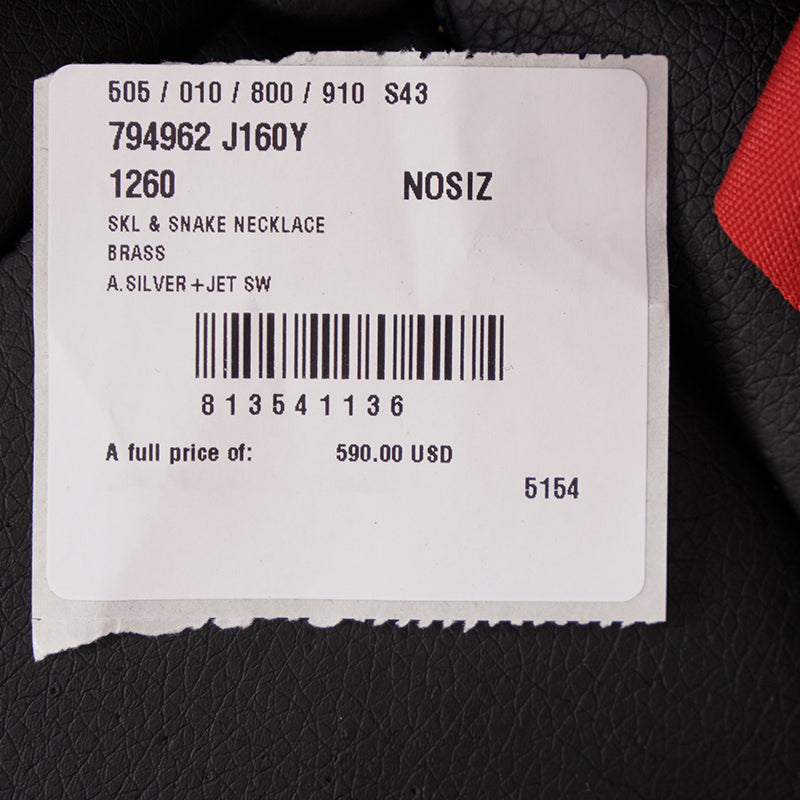 505 / 010 / 800 / 910 S43
794962 J160Y
1260 NOSIZ
SKL & SNAKE NECKLACE
BRASS
A.SILVER+JET SW
813541136
A full price of: 590.00 USD
5154